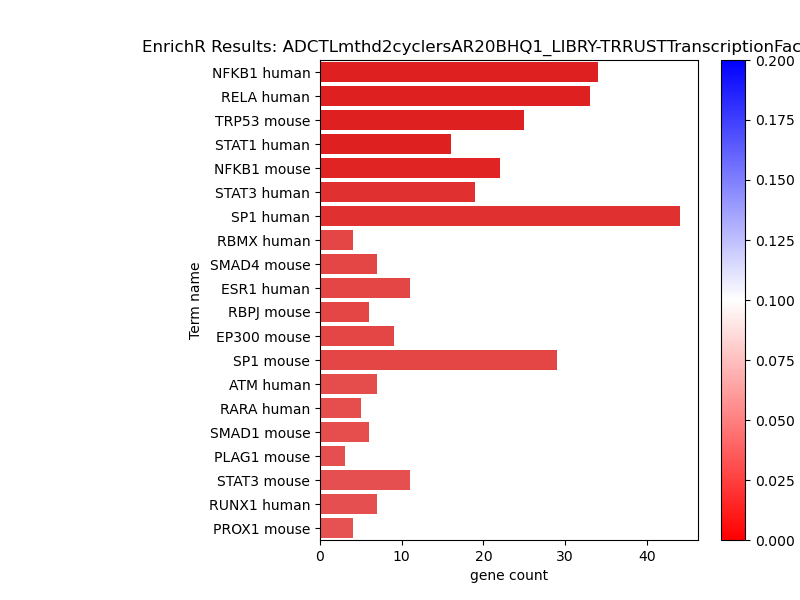 EnrichR Results: ADCTLmthd2cyclersAR20BHQ1_LIBRY-TRRUSTTranscriptionFac
NFKB1 human
RELA human
TRP53 mouse
STAT1 human
NFKB1 mouse
STAT3 human
SP1 human
RBMX human
SMAD4 mouse
ESR1 human
RBPJ mouse
EP300 mouse
SP1 mouse
ATM human
RARA human
SMAD1 mouse
PLAG1 mouse
STAT3 mouse
RUNX1 human
PROX1 mouse
Term name
0 10 20 30 40
gene count
0.200
0.175
0.150
0.125
0.100
0.075
0.050
0.025
0.000